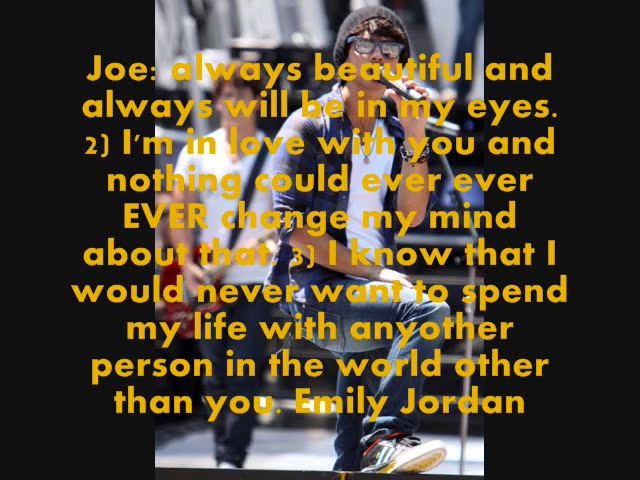 Joe: always beautiful and
always will be in my eyes.
2) I'm in love with you and
nothing could ever ever
EVER change my mind
about that. 3) I know that I
would never want to spend
my life with anyother
person in the world other
than you. Emily Jordan